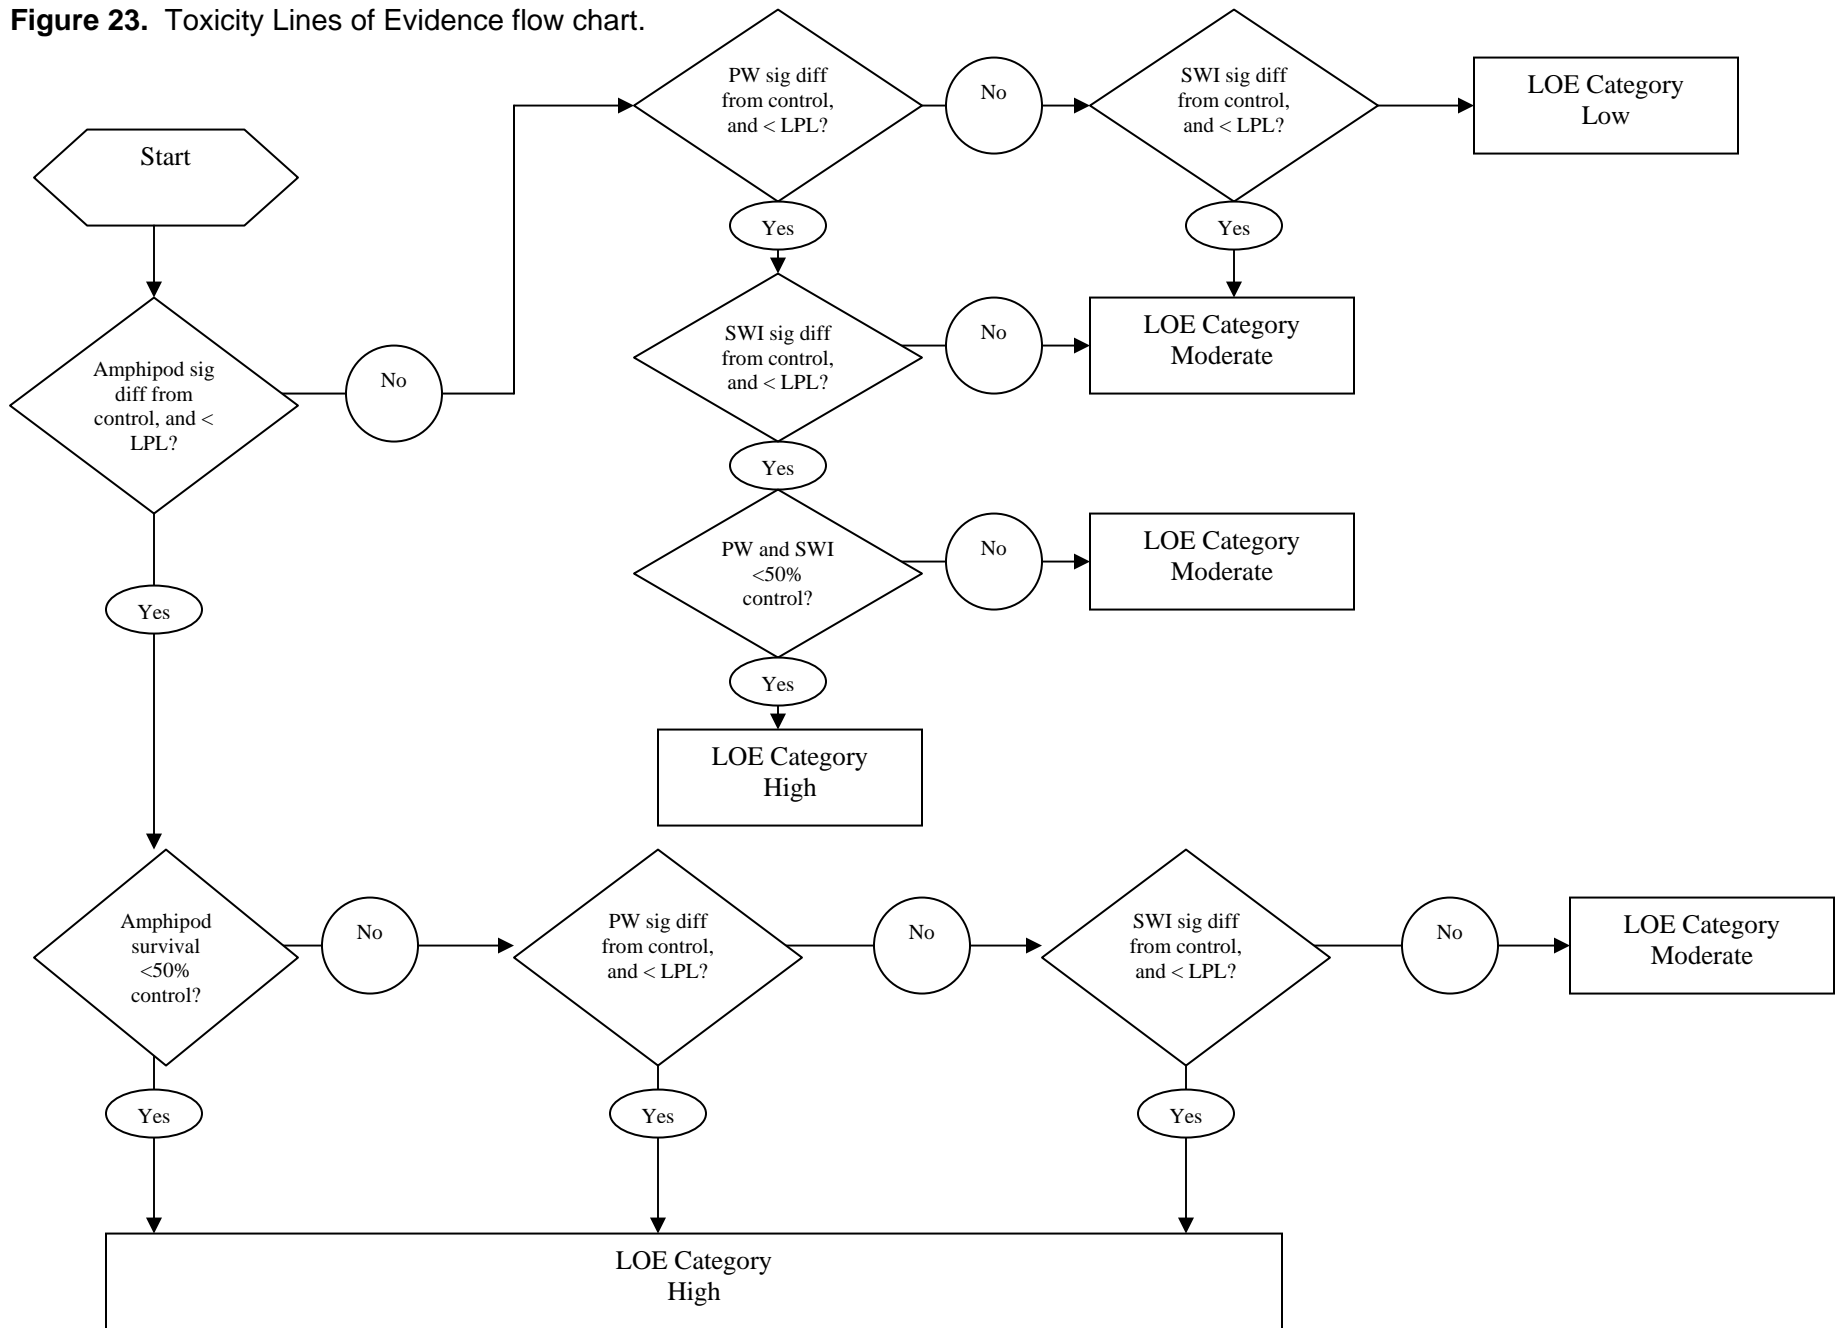 Figure 23. Toxicity Lines of Evidence flow chart.
Start
PW sig diff
from control,
and < LPL?
No
SWI sig diff
from control,
and < LPL?
LOE Category
Low
Yes
Yes
Amphipod sig
diff from
control, and <
LPL?
No
SWI sig diff
from control,
and < LPL?
No
LOE Category
Moderate
Yes
PW and SWI
<50%
control?
No
LOE Category
Moderate
Yes
Yes
LOE Category
High
Amphipod
survival
<50%
control?
No
PW sig diff
from control,
and < LPL?
No
SWI sig diff
from control,
and < LPL?
No
LOE Category
Moderate
Yes
Yes
Yes
LOE Category
High